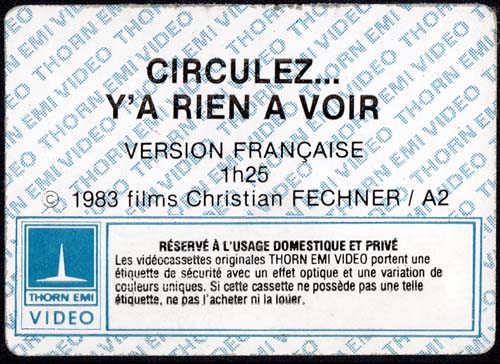 CIRCULEZ...
Y'A RIEN A VOIR
VERSION FRANÇAISE
1h25
© 1983 films Christian FECHNER / A2
RÉSERVÉ À L'USAGE DOMESTIQUE ET PRIVÉ
Les vidéocassettes originales THORN EMI VIDEO portent une
étiquette de sécurité avec un effet optique et une variation de
couleurs uniques. Si cette cassette ne possède pas une telle
étiquette, ne pas l'acheter ni la louer.
THORN EMI
VIDEO